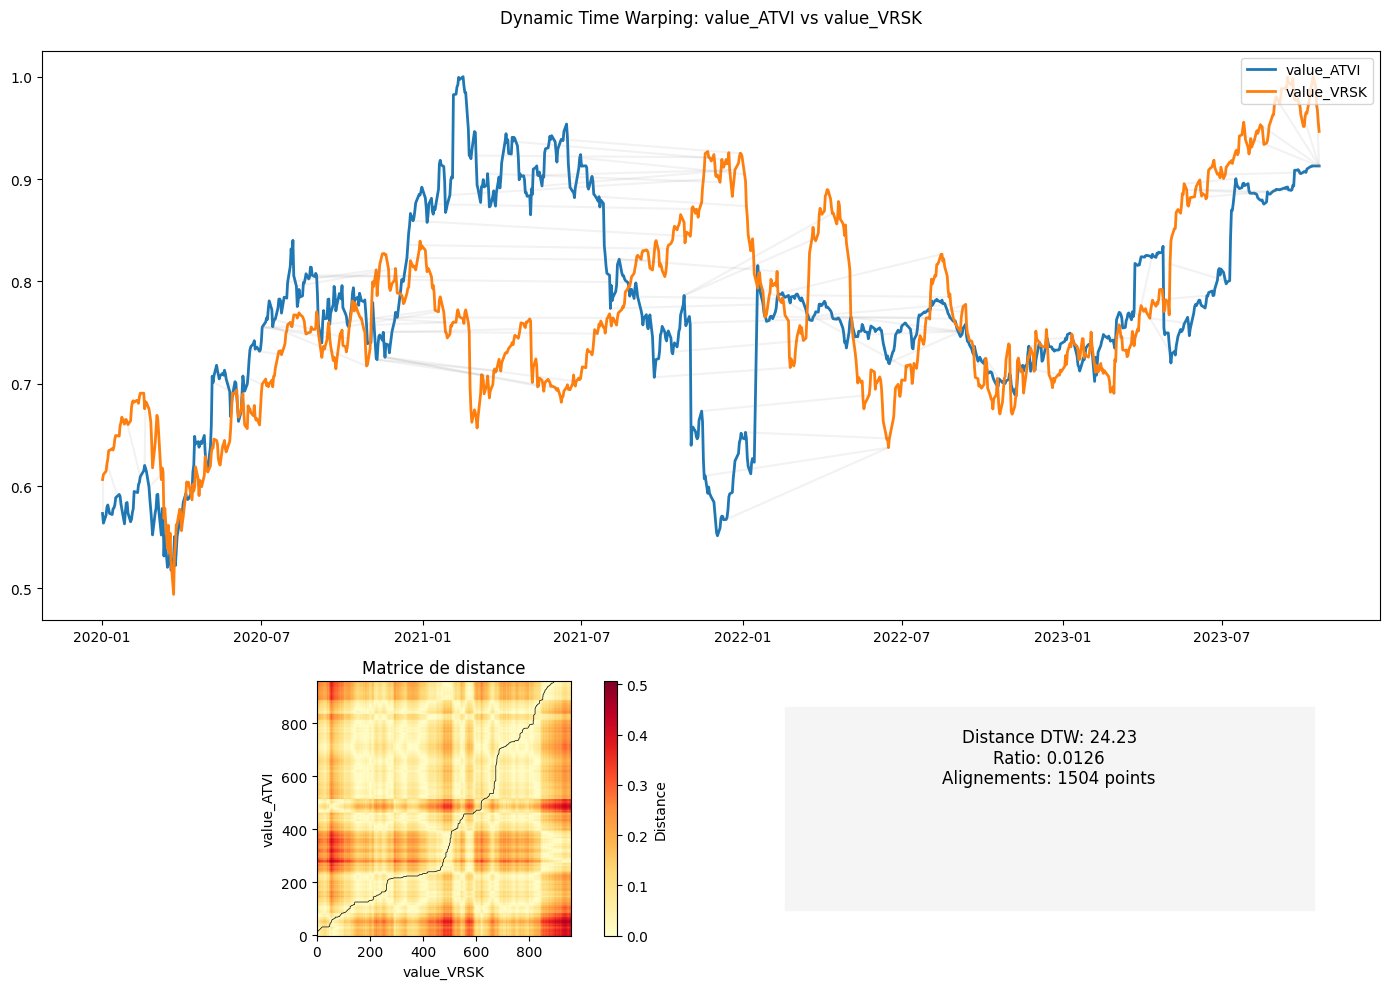 Dynamic Time Warping: value_ATVI vs value_VRSK
value_ATVI
value_VRSK
1.0
0.9
0.8
0.7
0.6
0.5
2020-01 2020-07 2021-01 2021-07 2022-01 2022-07 2023-01 2023-07
Matrice de distance
value_ATVI
800
600
400
200
0
0 200 400 600 800
value_VRSK
0.5
0.4
0.3
0.2
0.1
0.0
Distance
Distance DTW: 24.23
Ratio: 0.0126
Alignements: 1504 points